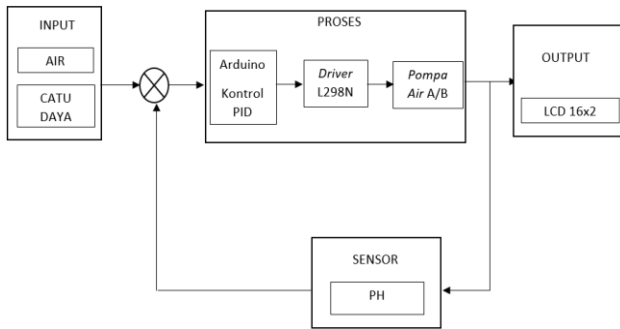 INPUT
AIR
CATU
DAYA
PROSES
Arduino
Kontrol
PID
Driver
L298N
Pompa
Air A/B
OUTPUT
LCD 16x2
SENSOR
PH